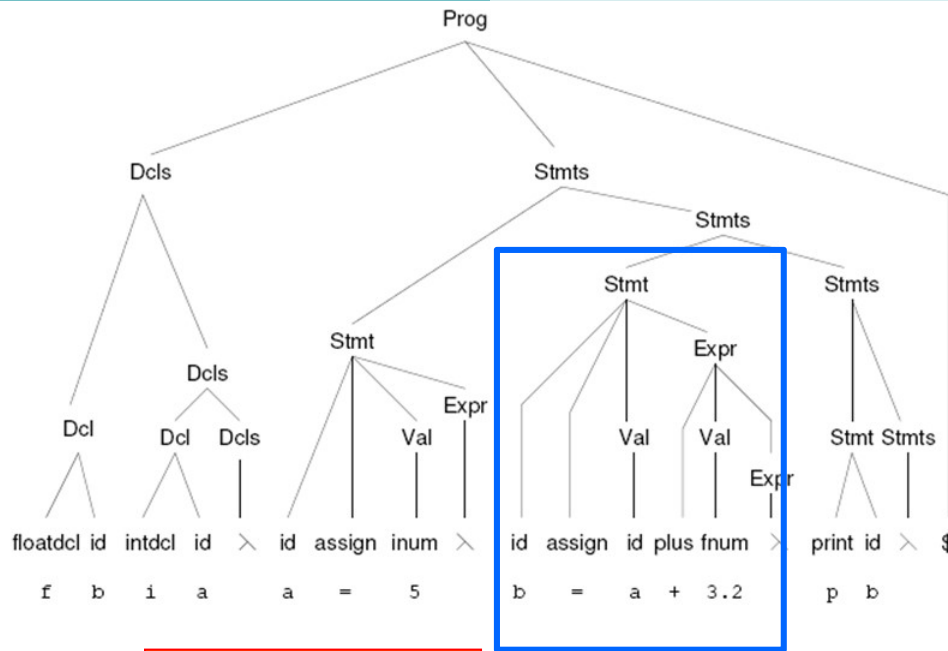 Prog
Dcls Stmts
Stmts
Stmt Stmts
Stmt Expr
Dcls
Expr
Dcl Dcl Dcls Val Val Val Stmt Stmts
Expr
floatdcl id intdcl id λ id assign inum λ id assign id plus fnum λ print id λ $
f b i a a = 5 b = a + 3.2 p b